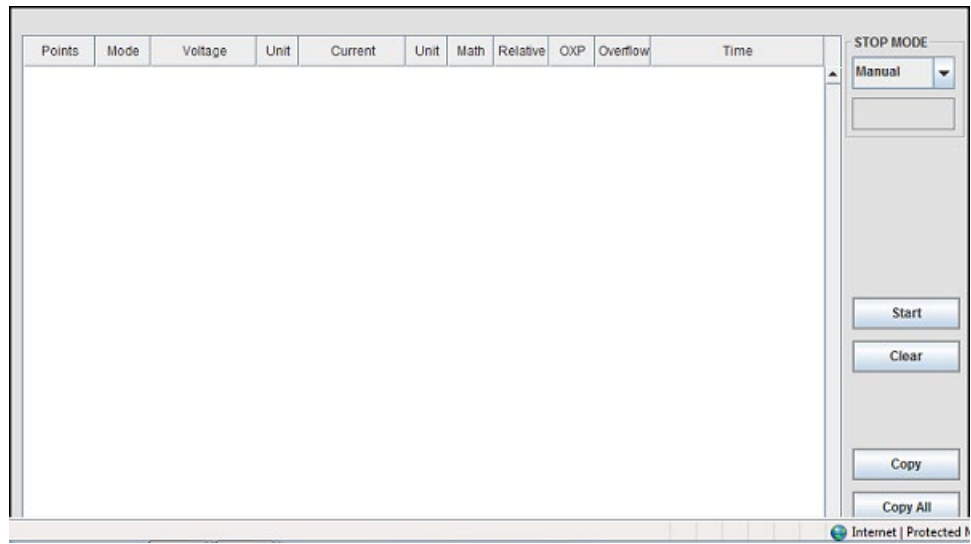 Points Mode Voltage Unit Current Unit Math Relative OXP Overflow Time
STOP MODE
Manual
Start
Clear
Copy
Copy All
Internet | Protected